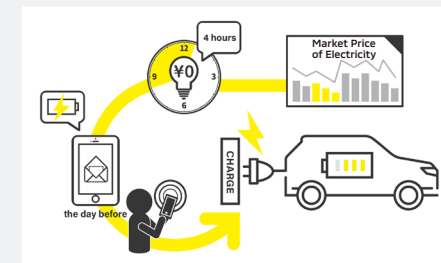 4 hours
12
¥0
9
3
6
Market Price
of Electricity
CHARGE
the day before